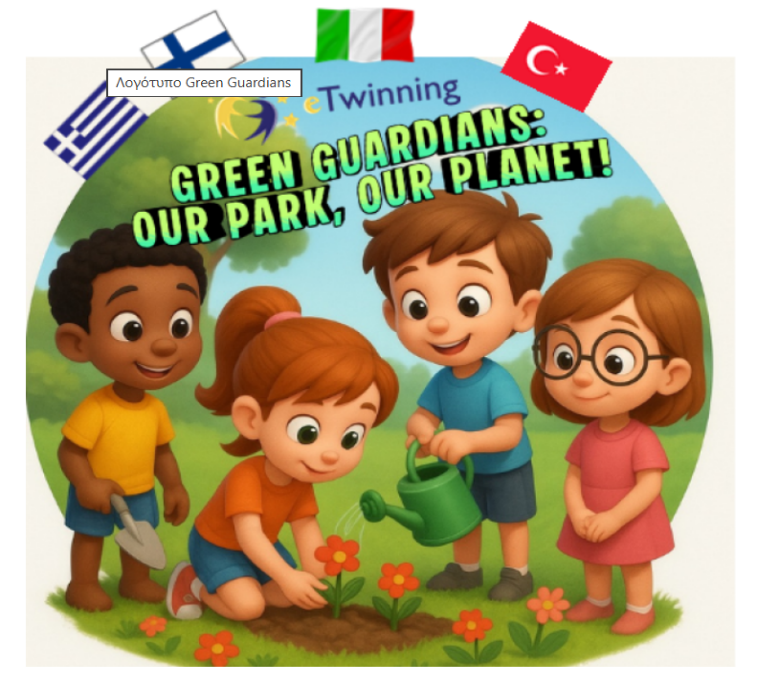 Λογότυπο Green Guardians
eTwinning
GREEN GUARDIANS:
OUR PARK, OUR PLANET!